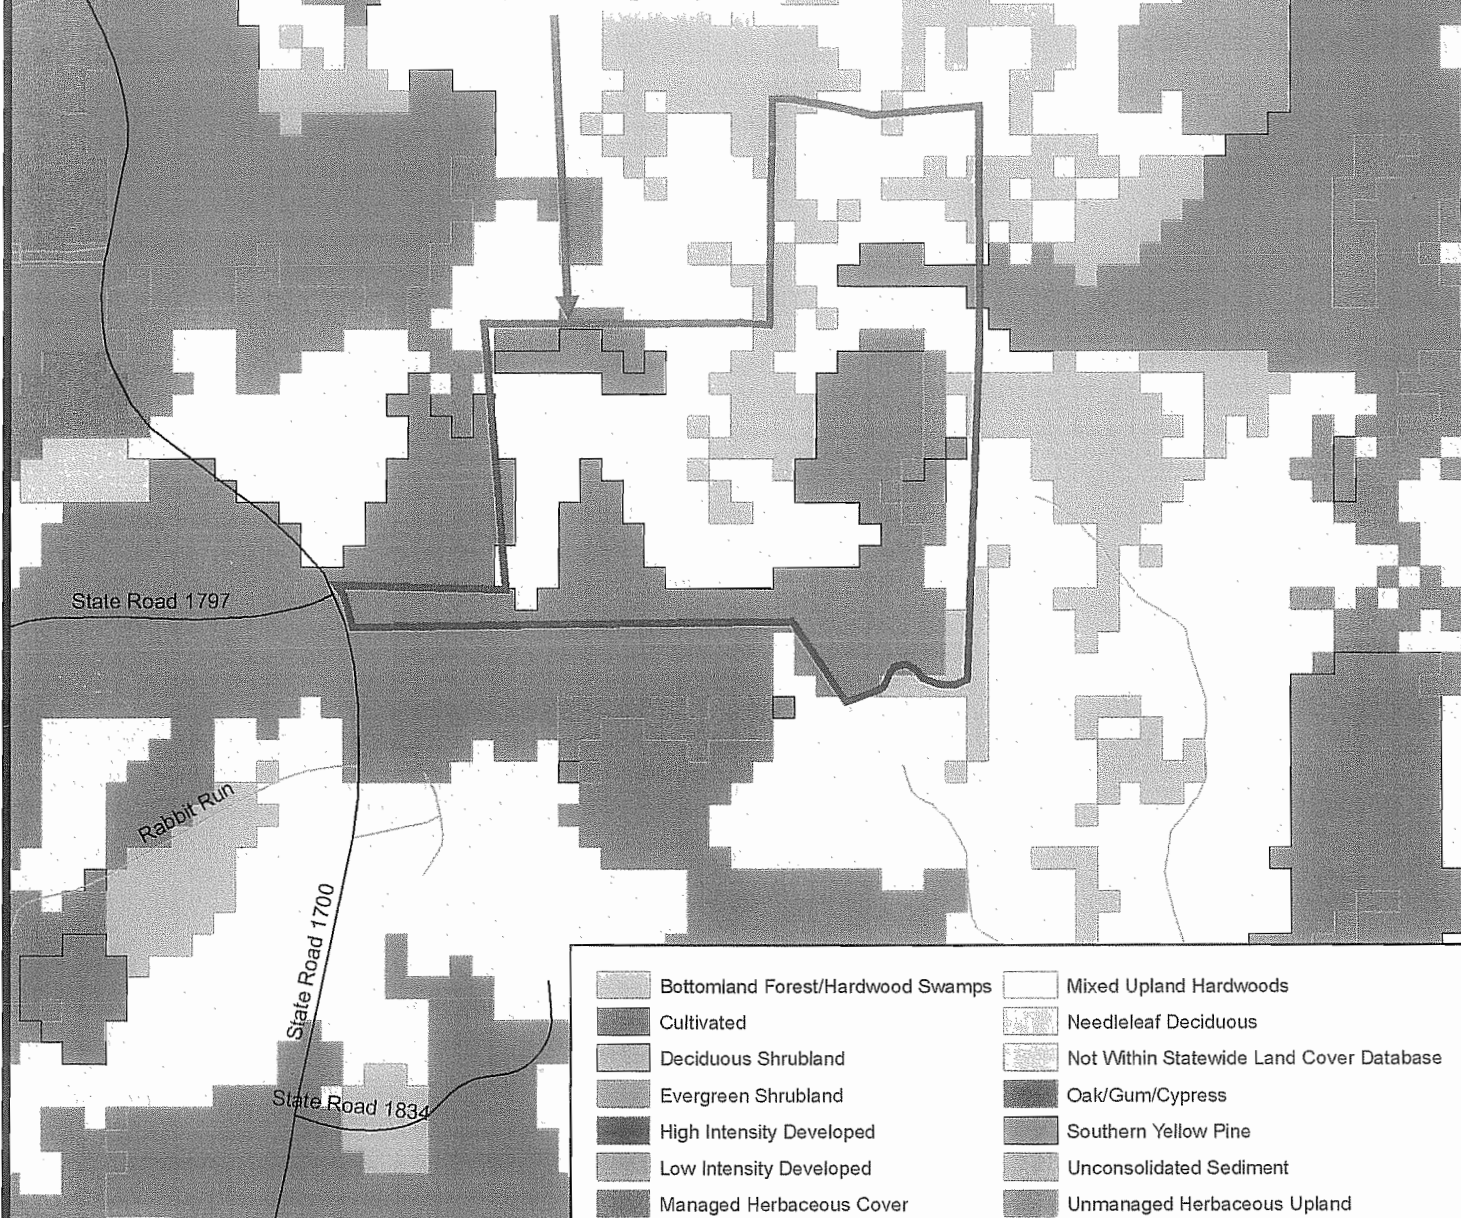 State Road 1797
Rabbit Run
State Road 1700
State Road 1834
Bottomland Forest/Hardwood Swamps
Cultivated
Deciduous Shrubland
Evergreen Shrubland
High Intensity Developed
Low Intensity Developed
Managed Herbaceous Cover
Mixed Upland Hardwoods
Needleleaf Deciduous
Not Within Statewide Land Cover Database
Oak/Gum/Cypress
Southern Yellow Pine
Unconsolidated Sediment
Unmanaged Herbaceous Upland